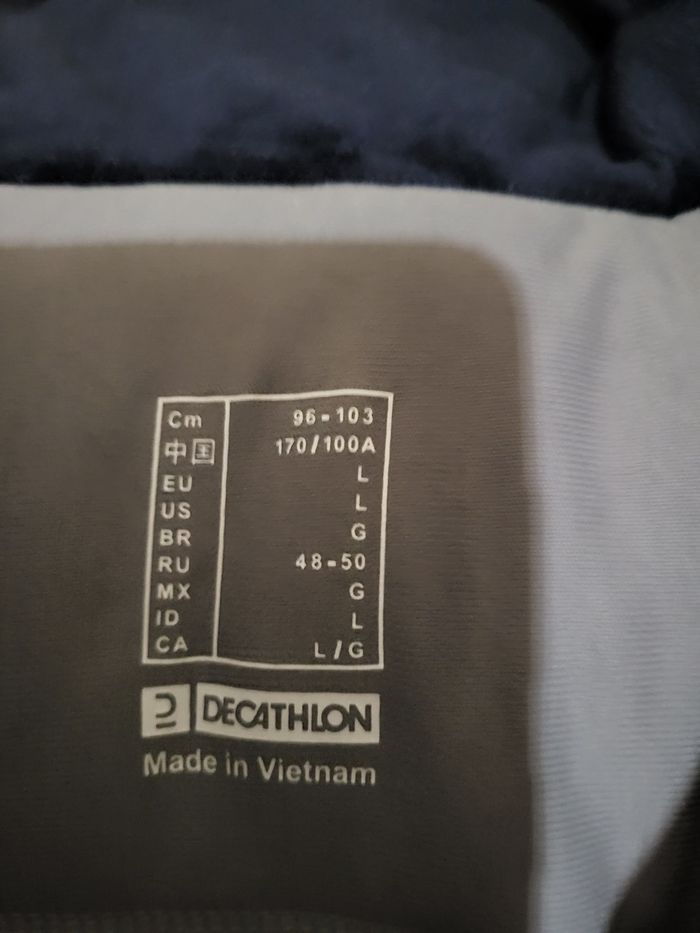 Cm 96-103
中国 170/100A
EU L
US L
BR G
RU 48-50
MX G
ID L
CA L/G
DECATHLON
Made in Vietnam